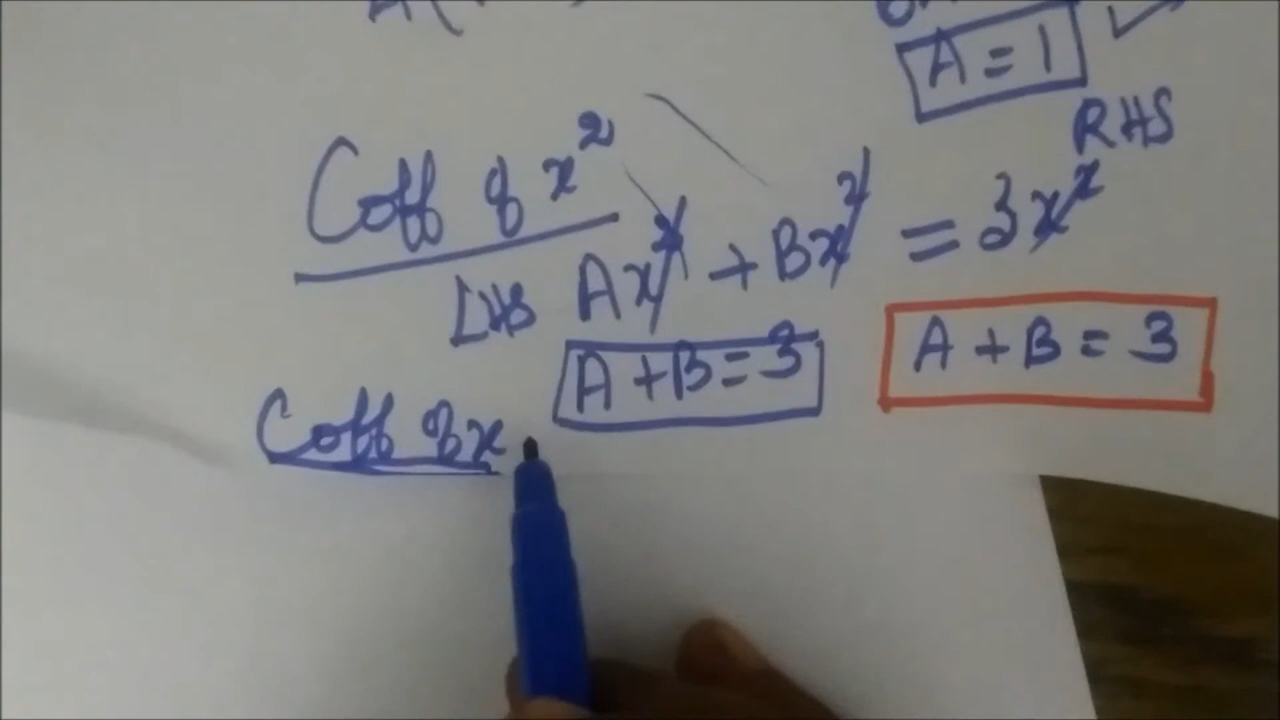 A(
A = 1
RHS
Coff of x²
LHS Ax² + Bx² = 3x²
A + B = 3
A + B = 3
Coff of x